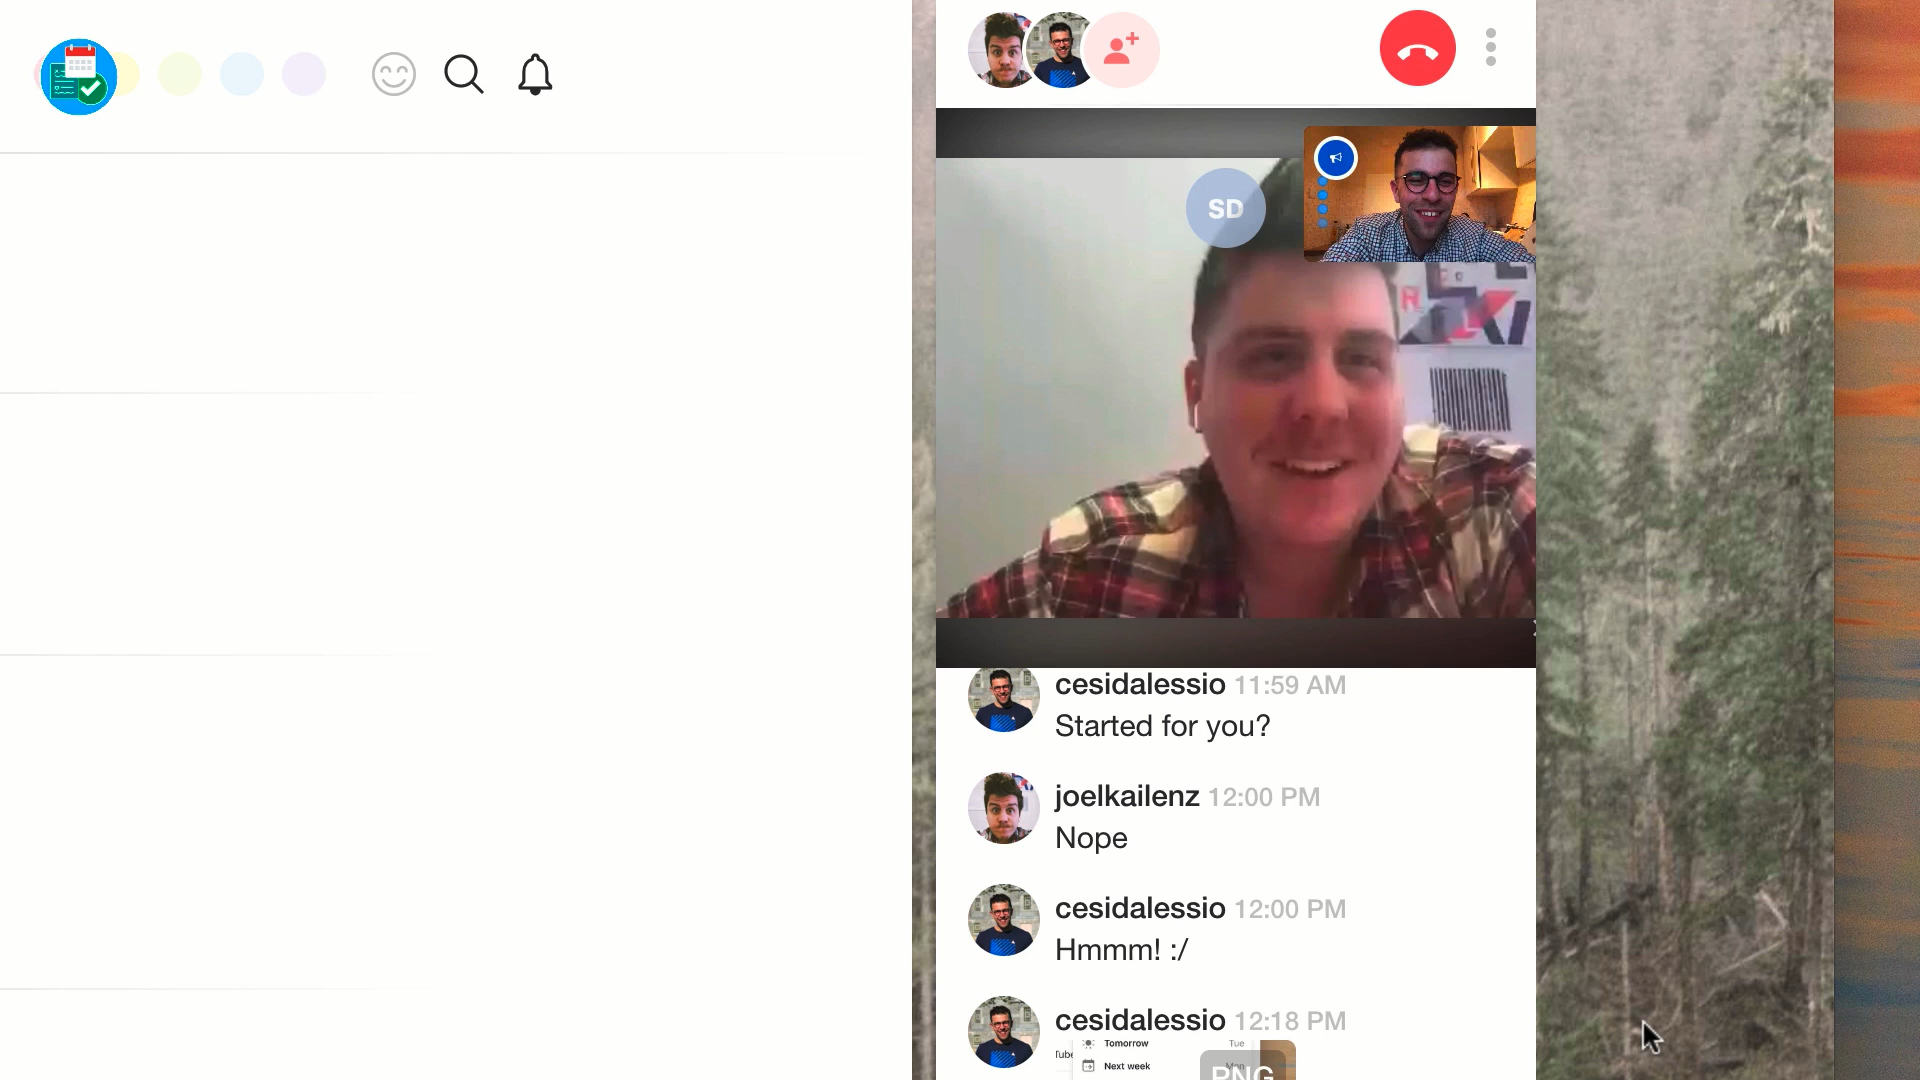 SD
cesidalessio 11:59 AM
Started for you?
joelkailenz 12:00 PM
Nope
cesidalessio 12:00 PM
Hmmm! :/
cesidalessio 12:18 PM
Tomorrow Tue
Next week Mon
PNG